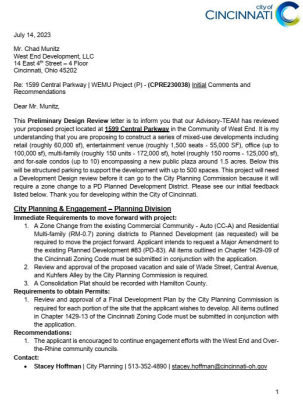 city of
CINCINNATI
July 14, 2023
Mr. Chad Munitz
West End Development, LLC
14 East 4th Street – 4 Floor
Cincinnati, Ohio 45202
Re: 1599 Central Parkway | WEMU Project (P) - (CPRE230038) Initial Comments and
Recommendations
Dear Mr. Munitz,
This Preliminary Design Review letter is to inform you that our Advisory-TEAM has reviewed
your proposed project located at 1599 Central Parkway in the Community of West End. It is my
understanding that you are proposing to construct a series of mixed-use developments including
retail (roughly 60,000 sf), entertainment venue (roughly 1,500 seats - 55,000 SF), office (up to
100,000 sf), multi-family (roughly 150 units - 172,000 sf), hotel (roughly 150 rooms - 125,000 sf),
and for-sale condos (up to 10) encompassing a new public plaza around 1.5 acres. Below this
will be structured parking to support the development with up to 500 spaces. This project will need
a Development Design review before it can go to the City Planning Commission because it will
require a zone change to a PD Planned Development District. Please see our initial feedback
listed below. Thank you for developing within the City of Cincinnati.
City Planning & Engagement – Planning Division
Immediate Requirements to move forward with project:
1. A Zone Change from the existing Commercial Community - Auto (CC-A) and Residential
Multi-family (RM-0.7) zoning districts to Planned Development (as requested) will be
required to move the project forward. Applicant intends to request a Major Amendment to
the existing Planned Development #83 (PD-83). All items outlined in Chapter 1429-09 of
the Cincinnati Zoning Code must be submitted in conjunction with the application.
2. Review and approval of the proposed vacation and sale of Wade Street, Central Avenue,
and Kuhfers Alley by the City Planning Commission is required.
3. A Consolidation Plat should be recorded with Hamilton County.
Requirements to obtain Permits:
1. Review and approval of a Final Development Plan by the City Planning Commission is
required for each portion of the site that the applicant wishes to develop. All items outlined
in Chapter 1429-13 of the Cincinnati Zoning Code must be submitted in conjunction with
the application.
Recommendations:
1. The applicant is encouraged to continue engagement efforts with the West End and Over-
the-Rhine community councils.
Contact:
• Stacey Hoffman | City Planning | 513-352-4890 | stacey.hoffman@cincinnati-oh.gov
1